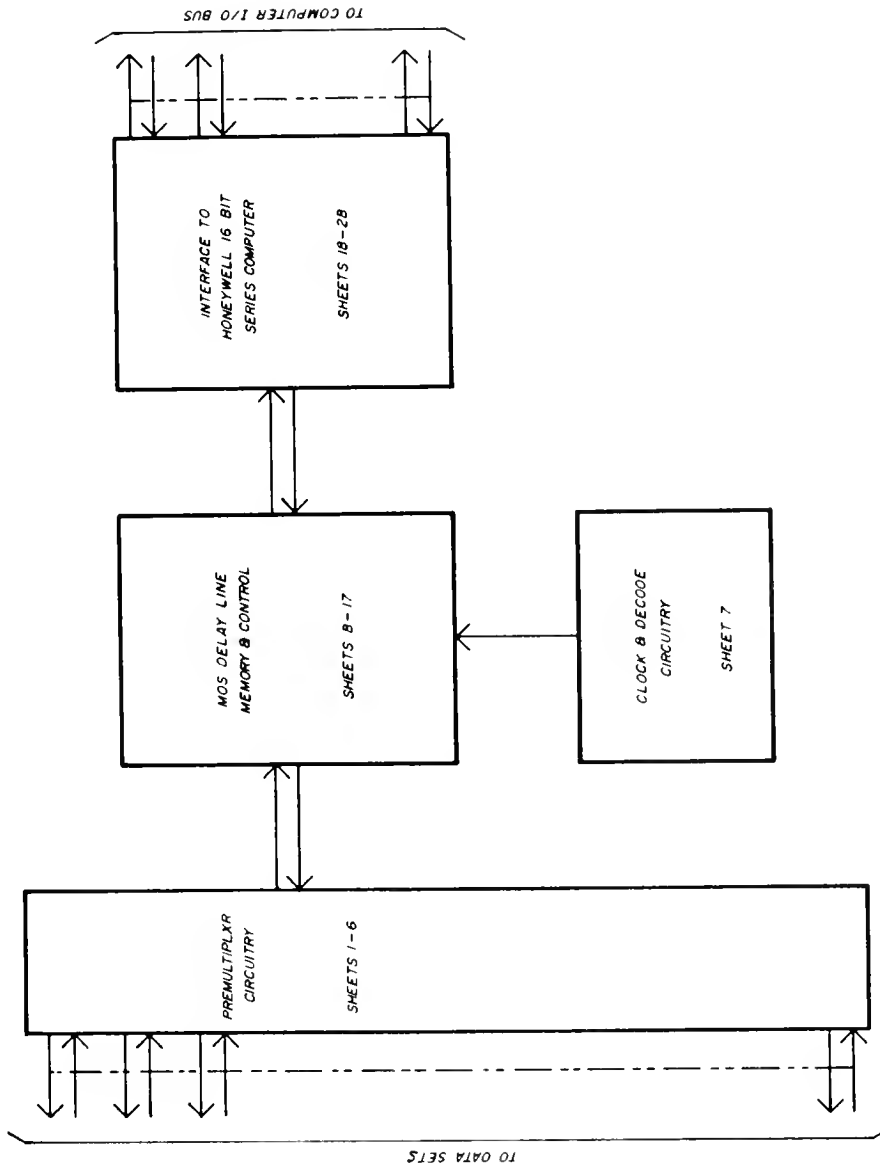 TO COMPUTER I/O BUS
INTERFACE TO
HONEYWELL 16 BIT
SERIES COMPUTER
SHEETS 18-28
MOS DELAY LINE
MEMORY & CONTROL
SHEETS 8-17
CLOCK & DECODE
CIRCUITRY
SHEET 7
PREMULTIPLXR
CIRCUITRY
SHEETS 1-6
TO DATA SETS